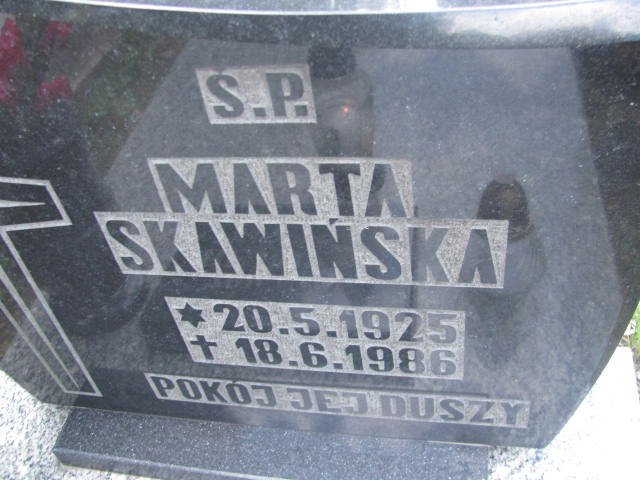 Ś.P.
MARTA
SKAWIŃSKA
* 20.5.1925
† 18.6.1986
POKÓJ JEJ DUSZY